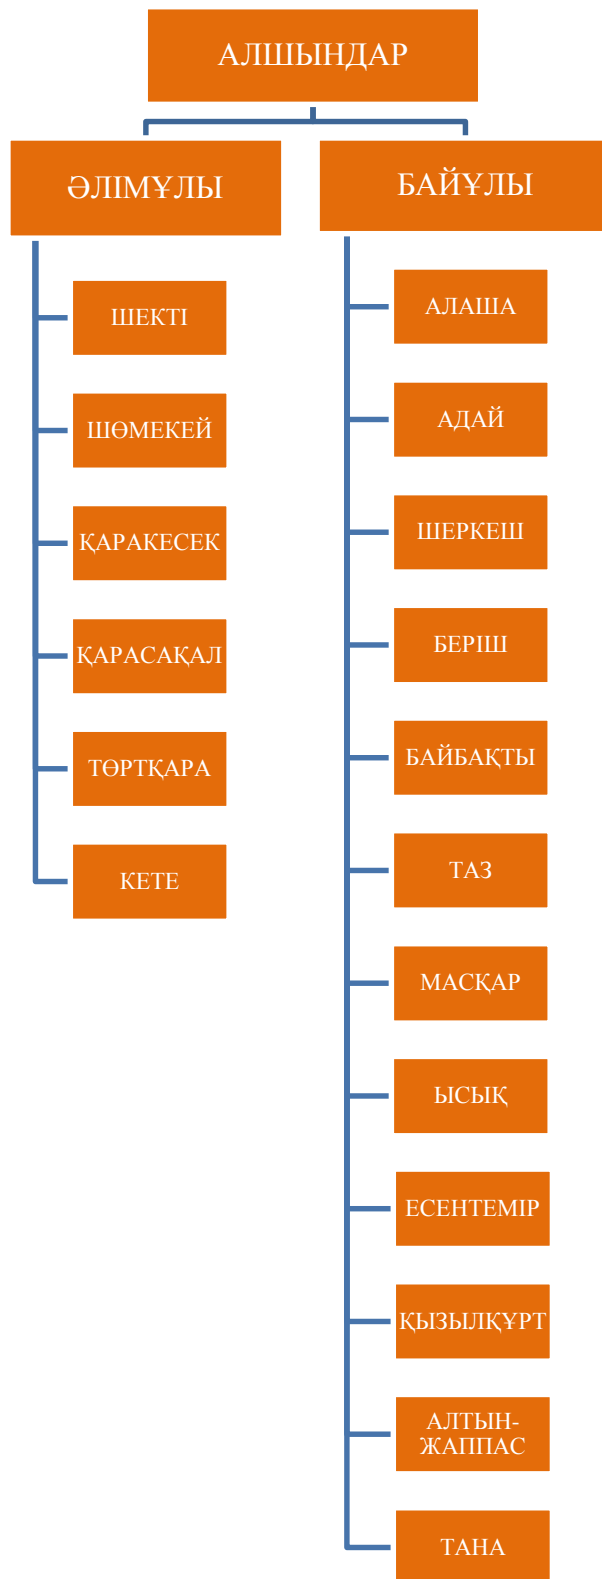 АЛШЫНДАР
ӘЛІМҰЛЫ
ШЕКТІ
ШӨМЕКЕЙ
ҚАРАКЕСЕК
ҚАРАСАҚАЛ
ТӨРТҚАРА
КЕТЕ
БАЙҰЛЫ
АЛАША
АДАЙ
ШЕРКЕШ
БЕРІШ
БАЙБАҚТЫ
ТАЗ
МАСҚАР
ЫСЫҚ
ЕСЕНТЕМІР
ҚЫЗЫЛҚҰРТ
АЛТЫН-
ЖАППАС
ТАНА